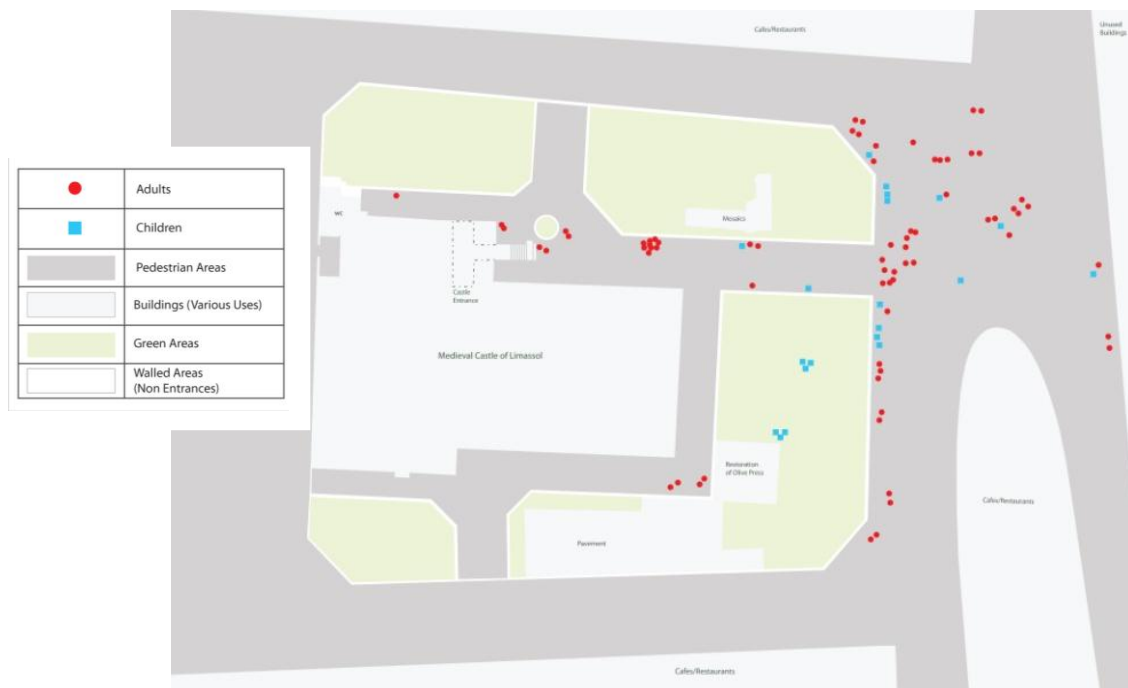 Cafes/Restaurants
Unused
Buildings
Adults
Children
Pedestrian Areas
Buildings (Various Uses)
Green Areas
Walled Areas
(Non Entrances)
WC
Mosaics
Castle
Entrance
Medieval Castle of Limassol
Restoration
of Olive Press
Pavement
Cafes/Restaurants
Cafes/Restaurants